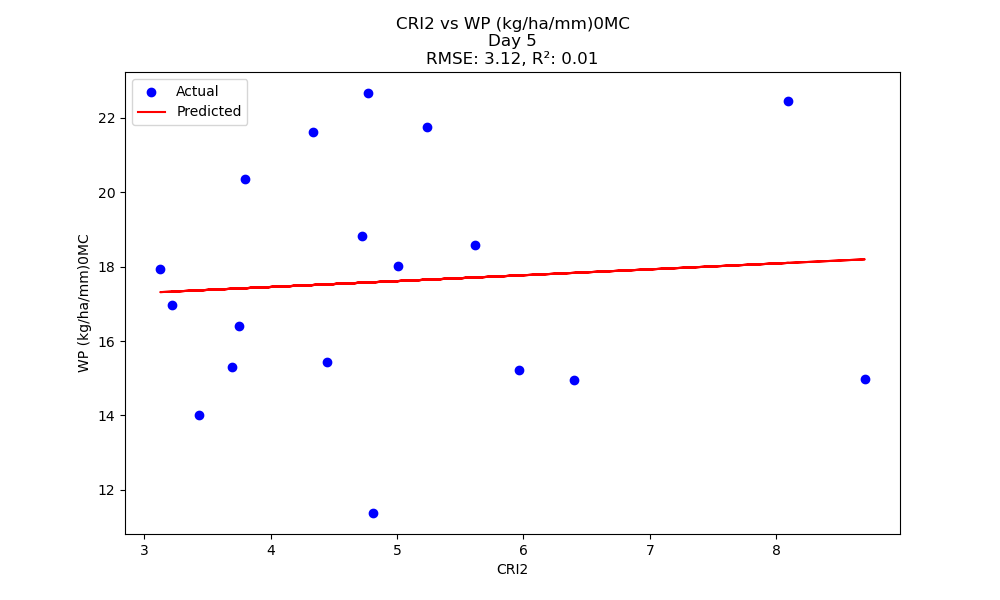 CRI2 vs WP (kg/ha/mm)0MC
Day 5
RMSE: 3.12, R²: 0.01
Actual
Predicted
WP (kg/ha/mm)0MC
22
20
18
16
14
12
3 4 5 6 7 8
CRI2